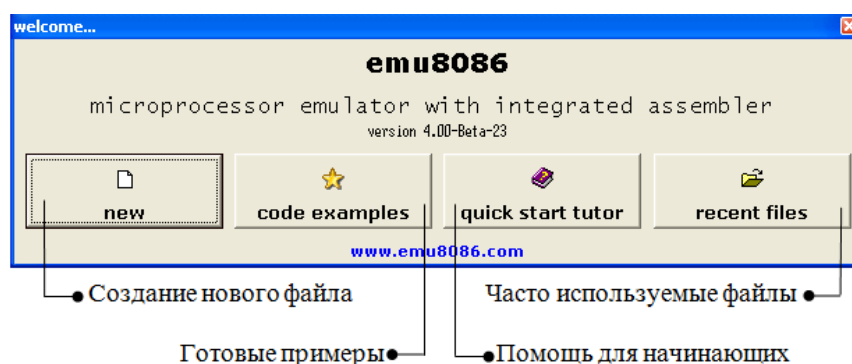 welcome...
emu8086
microprocessor emulator with integrated assembler
version 4.00-Beta-23
new
code examples
quick start tutor
recent files
www.emu8086.com
Создание нового файла
Часто используемые файлы
Готовые примеры
Помощь для начинающих